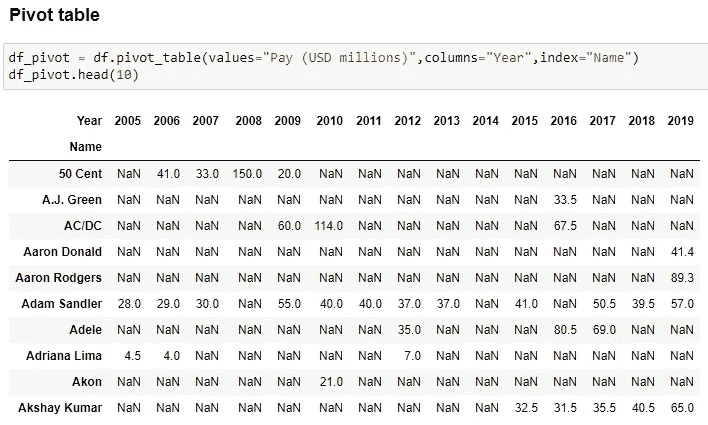 Pivot table
df_pivot = df.pivot_table(values="Pay (USD millions)",columns="Year",index="Name")
df_pivot.head(10)
Year 2005 2006 2007 2008 2009 2010 2011 2012 2013 2014 2015 2016 2017 2018 2019
Name
50 Cent NaN 41.0 33.0 150.0 20.0 NaN NaN NaN NaN NaN NaN NaN NaN NaN NaN
A.J. Green NaN NaN NaN NaN NaN NaN NaN NaN NaN NaN NaN 33.5 NaN NaN NaN
AC/DC NaN NaN NaN NaN 60.0 114.0 NaN NaN NaN NaN NaN 67.5 NaN NaN NaN
Aaron Donald NaN NaN NaN NaN NaN NaN NaN NaN NaN NaN NaN NaN NaN NaN 41.4
Aaron Rodgers NaN NaN NaN NaN NaN NaN NaN NaN NaN NaN NaN NaN NaN NaN 89.3
Adam Sandler 28.0 29.0 30.0 NaN 55.0 40.0 40.0 37.0 37.0 NaN 41.0 NaN 50.5 39.5 57.0
Adele NaN NaN NaN NaN NaN NaN NaN 35.0 NaN NaN NaN 80.5 69.0 NaN NaN
Adriana Lima 4.5 4.0 NaN NaN NaN NaN NaN 7.0 NaN NaN NaN NaN NaN NaN NaN
Akon NaN NaN NaN NaN NaN 21.0 NaN NaN NaN NaN NaN NaN NaN NaN NaN
Akshay Kumar NaN NaN NaN NaN NaN NaN NaN NaN NaN NaN 32.5 31.5 35.5 40.5 65.0